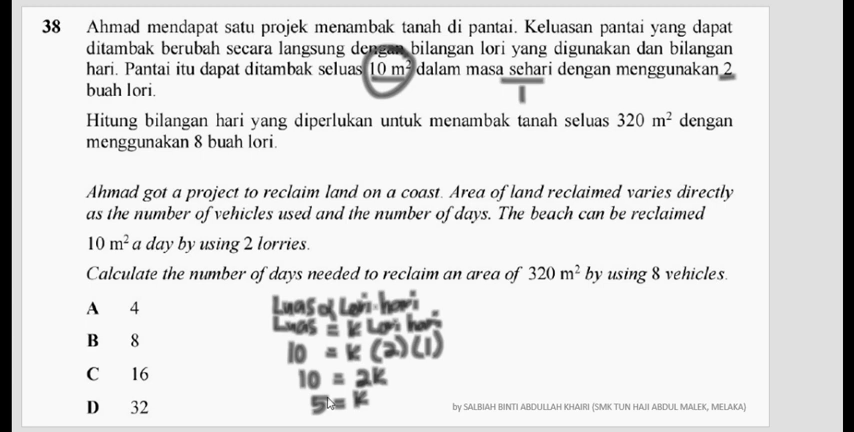 38 Ahmad mendapat satu projek menambak tanah di pantai. Keluasan pantai yang dapat
ditambak berubah secara langsung dengan bilangan lori yang digunakan dan bilangan
hari. Pantai itu dapat ditambak seluas 10 m² dalam masa sehari dengan menggunakan 2
buah lori.
1
Hitung bilangan hari yang diperlukan untuk menambak tanah seluas 320 m² dengan
menggunakan 8 buah lori.
Ahmad got a project to reclaim land on a coast. Area of land reclaimed varies directly
as the number of vehicles used and the number of days. The beach can be reclaimed
10 m² a day by using 2 lorries.
Calculate the number of days needed to reclaim an area of 320 m² by using 8 vehicles.
A 4
B 8
C 16
D 32
Luas α Lori · hari
Luas = k Lori hari
10 = k (2)(1)
10 = 2k
5 = k
by SALBIAH BINTI ABDULLAH KHAIRI (SMK TUN HAJI ABDUL MALEK, MELAKA)